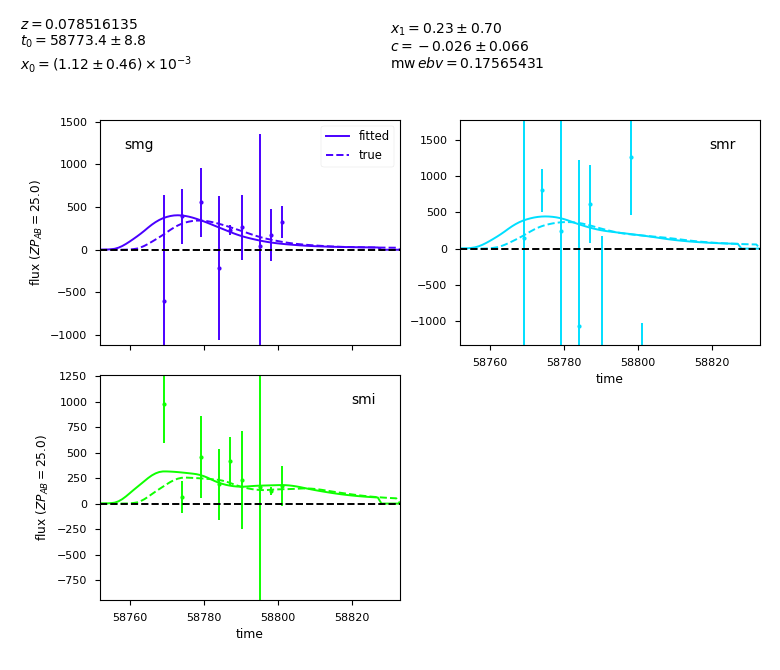 z = 0.078516135
t₀ = 58773.4 ± 8.8
x₀ = (1.12 ± 0.46) × 10⁻³
x₁ = 0.23 ± 0.70
c = −0.026 ± 0.066
mw ebv = 0.17565431
smg
fitted
true
1500
1000
500
0
−500
−1000
flux (ZP_AB = 25.0)
smr
1500
1000
500
0
−500
−1000
58760 58780 58800 58820
time
smi
1250
1000
750
500
250
0
−250
−500
−750
flux (ZP_AB = 25.0)
58760 58780 58800 58820
time